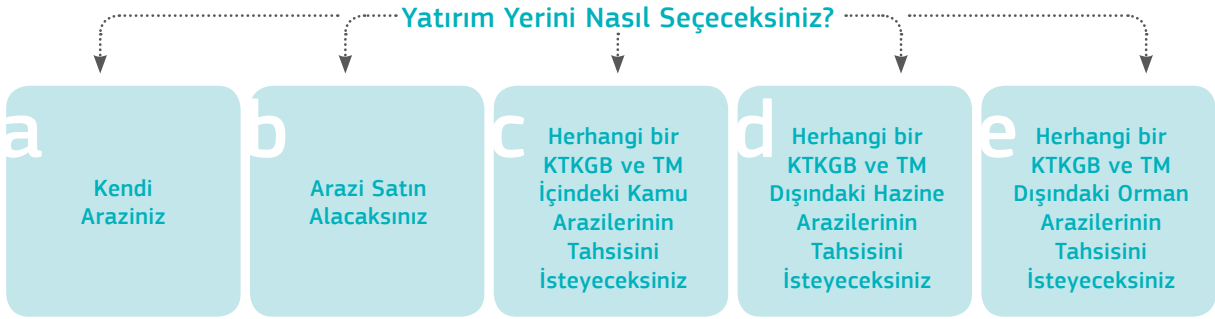 Yatırım Yerini Nasıl Seçeceksiniz?
a
Kendi
Araziniz
b
Arazi Satın
Alacaksınız
c
Herhangi bir
KTKGB ve TM
İçindeki Kamu
Arazilerinin
Tahsisini
İsteyeceksiniz
d
Herhangi bir
KTKGB ve TM
Dışındaki Hazine
Arazilerinin
Tahsisini
İsteyeceksiniz
e
Herhangi bir
KTKGB ve TM
Dışındaki Orman
Arazilerinin
Tahsisini
İsteyeceksiniz